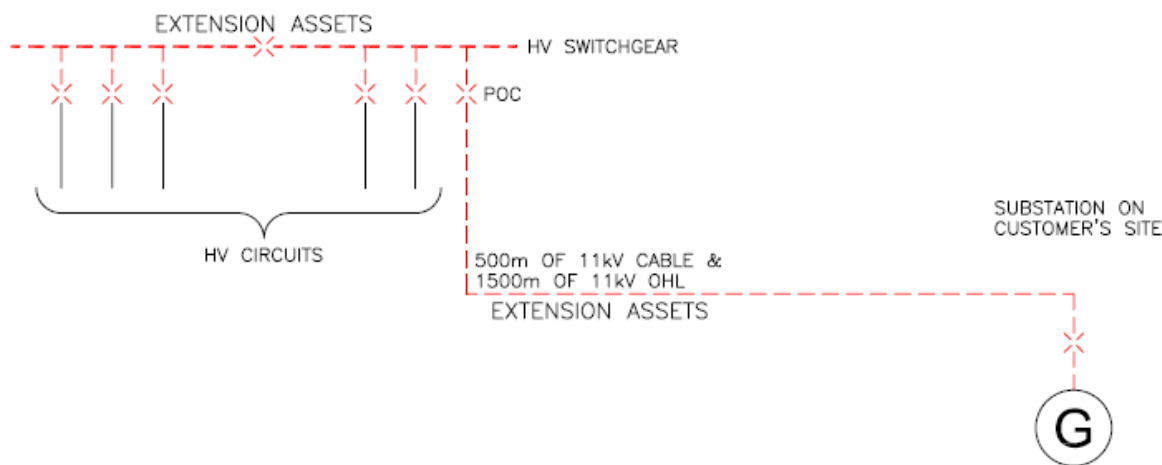 EXTENSION ASSETS
HV SWITCHGEAR
POC
HV CIRCUITS
SUBSTATION ON
CUSTOMER'S SITE
500m OF 11kV CABLE &
1500m OF 11kV OHL
EXTENSION ASSETS
G